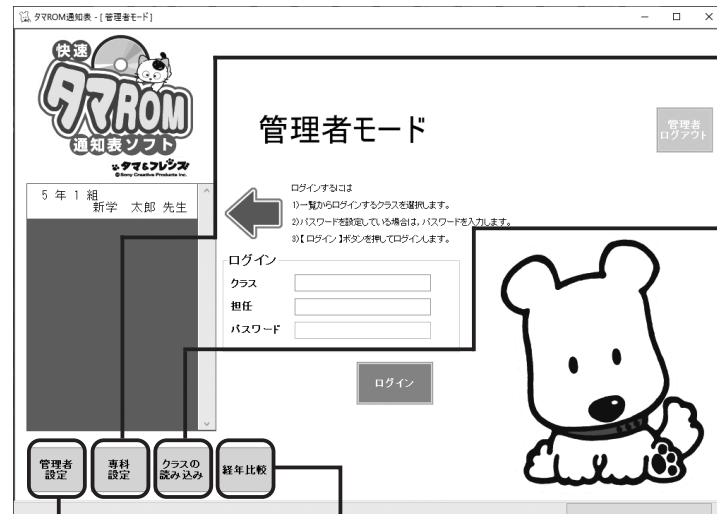 タマROM通知表 - [ 管理者モード ]
快速
タマROM
通知表ソフト
タマ&フレンズ
©Sony Creative Products Inc.
管理者モード
管理者
ログアウト
5 年 1 組
新学 太郎 先生
ログインするには
1)一覧からログインするクラスを選択します。
2)パスワードを設定している場合は，パスワードを入力します。
3)【 ログイン 】ボタンを押してログインします。
ログイン
クラス
担任
パスワード
ログイン
管理者
設定
専科
設定
クラスの
読み込み
経年比較